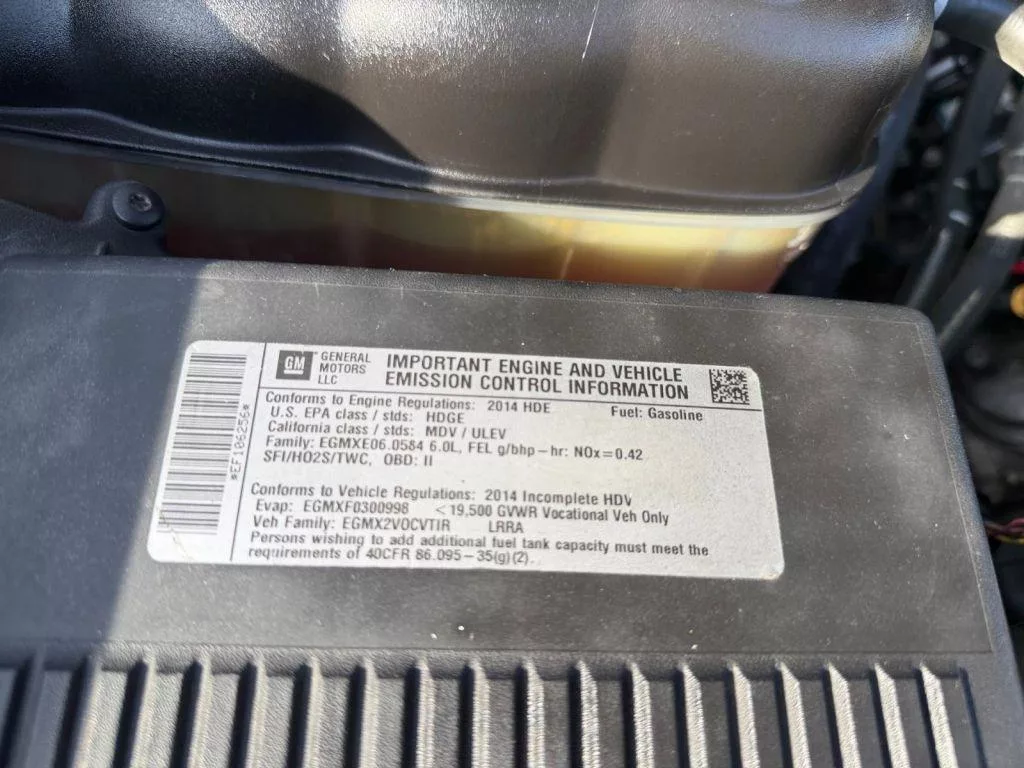 *EF106256*
GM GENERAL MOTORS LLC
IMPORTANT ENGINE AND VEHICLE
EMISSION CONTROL INFORMATION
Conforms to Engine Regulations: 2014 HDE Fuel: Gasoline
U.S. EPA class / stds: HDGE
California class / stds: MDV / ULEV
Family: EGMXE06.0584 6.0L, FEL g/bhp-hr: NOx=0.42
SFI/HO2S/TWC, OBD: II
Conforms to Vehicle Regulations: 2014 Incomplete HDV
Evap: EGMXF0300998 <19,500 GVWR Vocational Veh Only
Veh Family: EGMX2VOCVTIR LRRA
Persons wishing to add additional fuel tank capacity must meet the
requirements of 40CFR 86.095-35(g)(2).